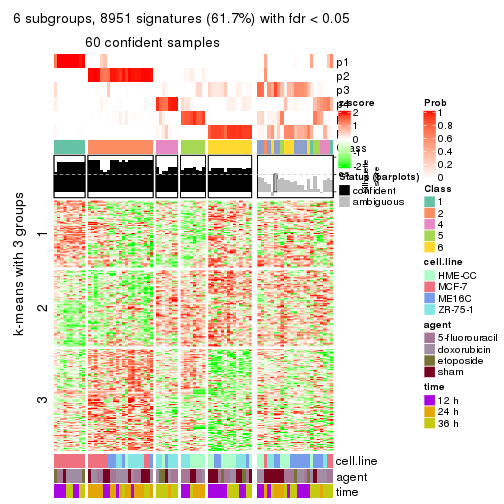 6 subgroups, 8951 signatures (61.7%) with fdr < 0.05
60 confident samples
p1
p2
p3
z-score
2
1
0
-1
-2
Status (barplots)
confident
ambiguous
k-means with 3 groups
1
2
3
cell.line
agent
time
Prob
1
0.8
0.6
0.4
0.2
0
Class
1
2
4
5
6
cell.line
HME-CC
MCF-7
ME16C
ZR-75-1
agent
5-fluorouracil
doxorubicin
etoposide
sham
time
12 h
24 h
36 h